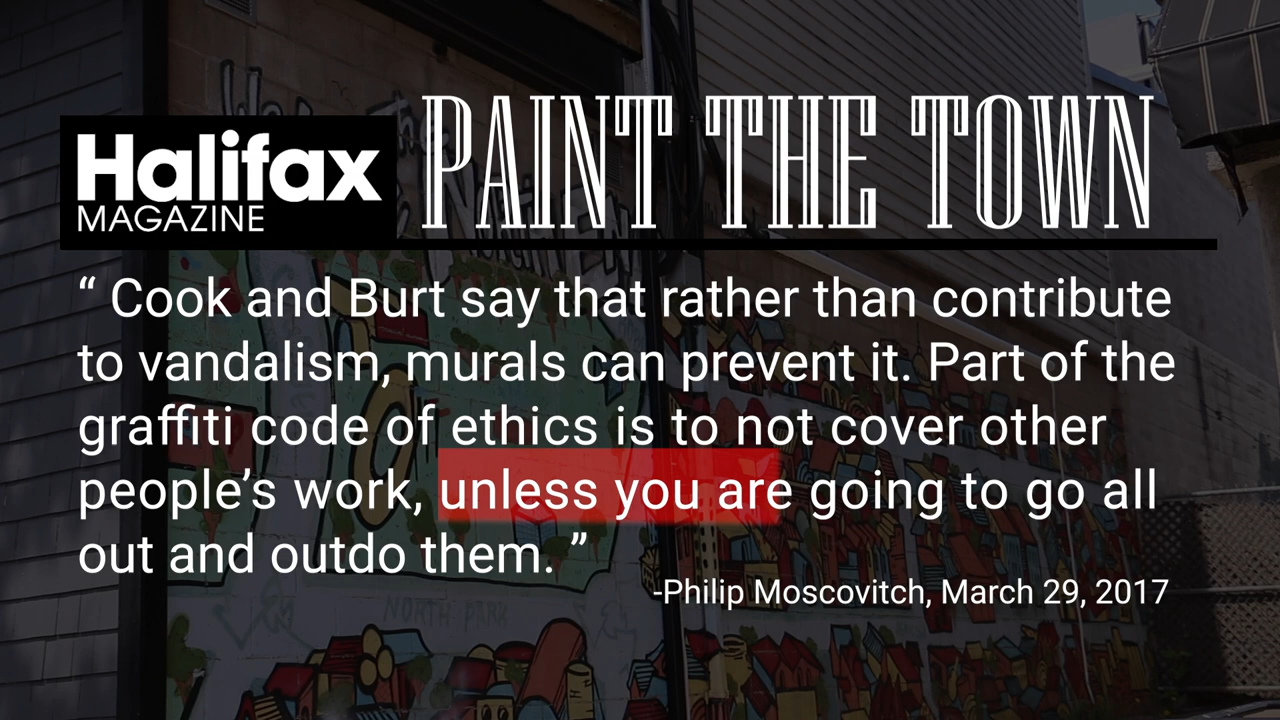 Halifax
MAGAZINE
PAINT THE TOWN
“ Cook and Burt say that rather than contribute
to vandalism, murals can prevent it. Part of the
graffiti code of ethics is to not cover other
people’s work, unless you are going to go all
out and outdo them. ”
-Philip Moscovitch, March 29, 2017
NORTH PARK